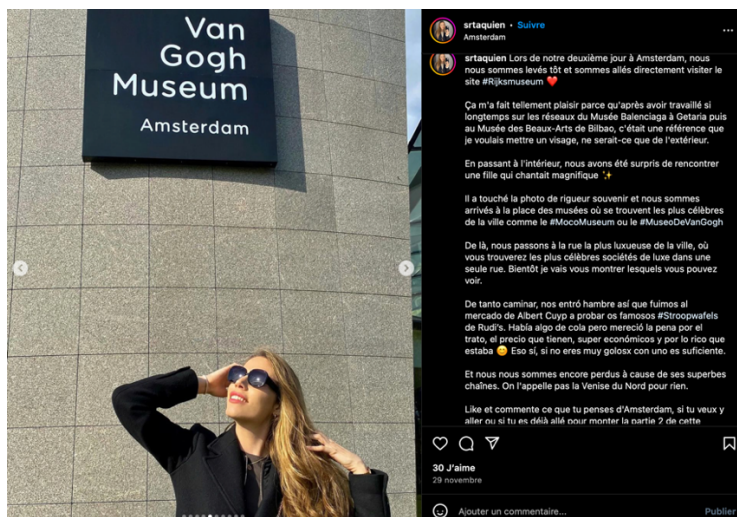 Van
Gogh
Museum
Amsterdam
srtaquien • Suivre
Amsterdam
...
srtaquien Lors de notre deuxième jour à Amsterdam, nous
nous sommes levés tôt et sommes allés directement visiter le
site #Rijksmuseum ❤️
Ça m'a fait tellement plaisir parce qu'après avoir travaillé si
longtemps sur les réseaux du Musée Balenciaga à Getaria puis
au Musée des Beaux-Arts de Bilbao, c'était une référence que
je voulais mettre un visage, ne serait-ce que de l'extérieur.
En passant à l'intérieur, nous avons été surpris de rencontrer
une fille qui chantait magnifique ✨
Il a touché la photo de rigueur souvenir et nous sommes
arrivés à la place des musées où se trouvent les plus célèbres
de la ville comme le #MocoMuseum ou le #MuseoDeVanGogh
De là, nous passons à la rue la plus luxueuse de la ville, où
vous trouverez les plus célèbres sociétés de luxe dans une
seule rue. Bientôt je vais vous montrer lesquels vous pouvez
voir.
De tanto caminar, nos entró hambre así que fuimos al
mercado de Albert Cuyp a probar os famosos #Stroopwafels
de Rudi's. Había algo de cola pero mereció la pena por el
trato, el precio que tienen, super económicos y por lo rico que
estaba 😊 Eso sí, si no eres muy golosx con uno es suficiente.
Et nous nous sommes encore perdus à cause de ses superbes
chaînes. On l'appelle pas la Venise du Nord pour rien.
Like et commente ce que tu penses d'Amsterdam, si tu veux y
aller ou si tu es déjà allé pour monter la partie 2 de cette
30 J'aime
29 novembre
Ajouter un commentaire...
Publier